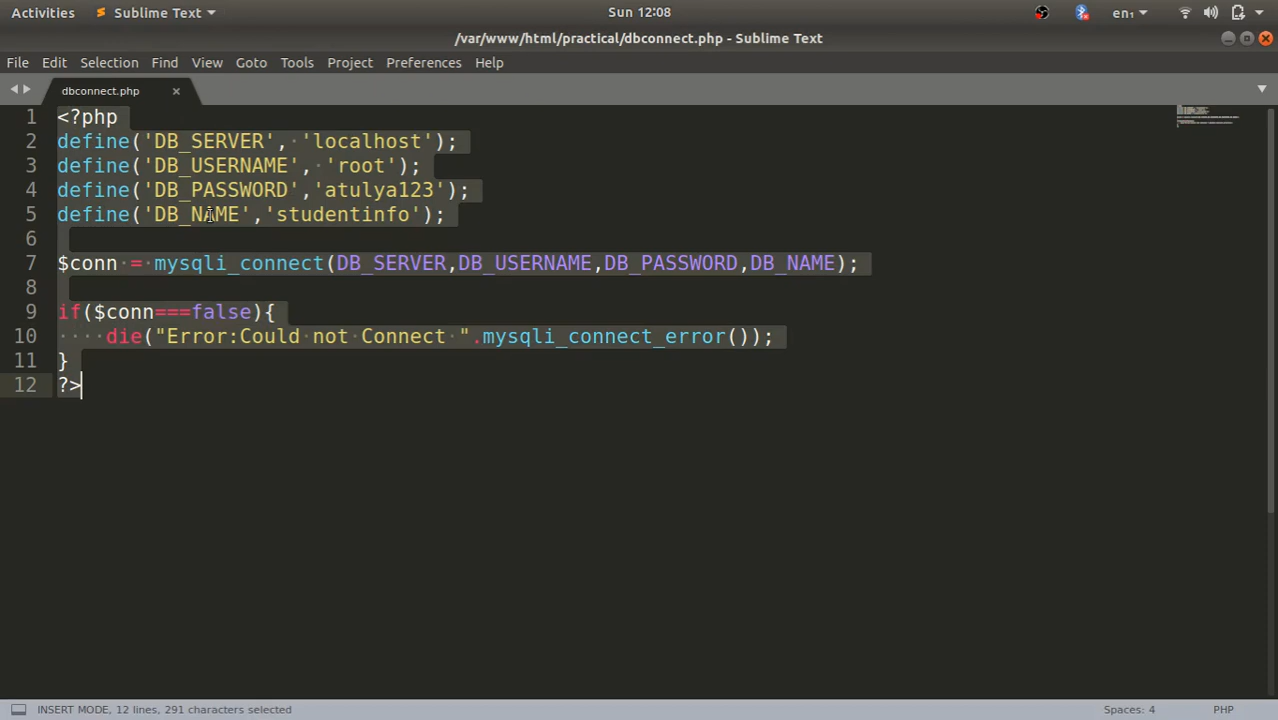 Activities Sublime Text Sun 12:08 en₁
/var/www/html/practical/dbconnect.php - Sublime Text
File Edit Selection Find View Goto Tools Project Preferences Help
dbconnect.php ×
1 <?php
2 define('DB_SERVER', 'localhost');
3 define('DB_USERNAME', 'root');
4 define('DB_PASSWORD','atulya123');
5 define('DB_NAME','studentinfo');
6
7 $conn = mysqli_connect(DB_SERVER,DB_USERNAME,DB_PASSWORD,DB_NAME);
8
9 if($conn===false){
10     die("Error:Could not Connect ".mysqli_connect_error());
11 }
12 ?>
INSERT MODE, 12 lines, 291 characters selected Spaces: 4 PHP